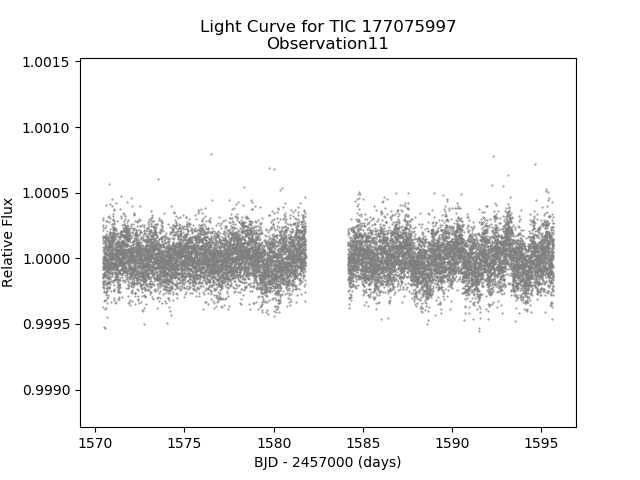 Light Curve for TIC 177075997
Observation11
1.0015
1.0010
1.0005
1.0000
0.9995
0.9990
Relative Flux
1570 1575 1580 1585 1590 1595
BJD - 2457000 (days)